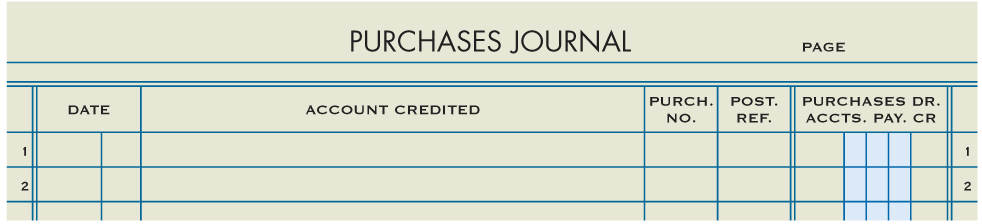 PURCHASES JOURNAL
PAGE
DATE
ACCOUNT CREDITED
PURCH. NO.
POST. REF.
PURCHASES DR. ACCTS. PAY. CR
1 1
2 2